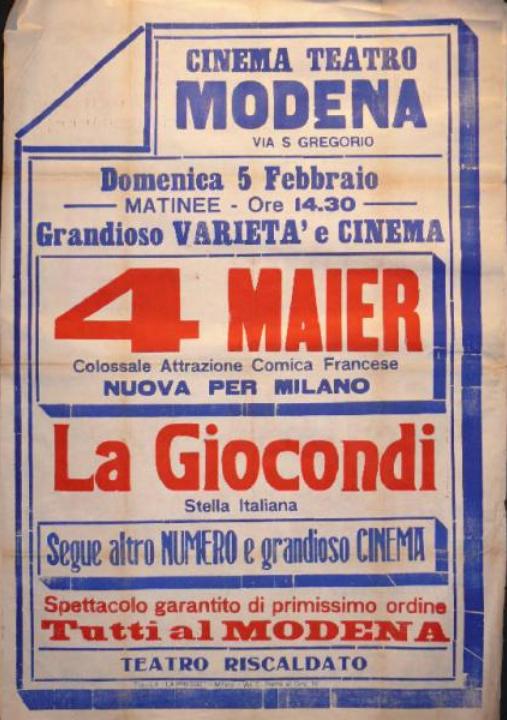 CINEMA TEATRO
MODENA
VIA S GREGORIO
Domenica 5 Febbraio
MATINEE - Ore 14.30
Grandioso VARIETA' e CINEMA
4 MAIER
Colossale Attrazione Comica Francese
NUOVA PER MILANO
La Giocondi
Stella Italiana
Segue altro NUMERO e grandioso CINEMA
Spettacolo garantito di primissimo ordine
Tutti al MODENA
TEATRO RISCALDATO